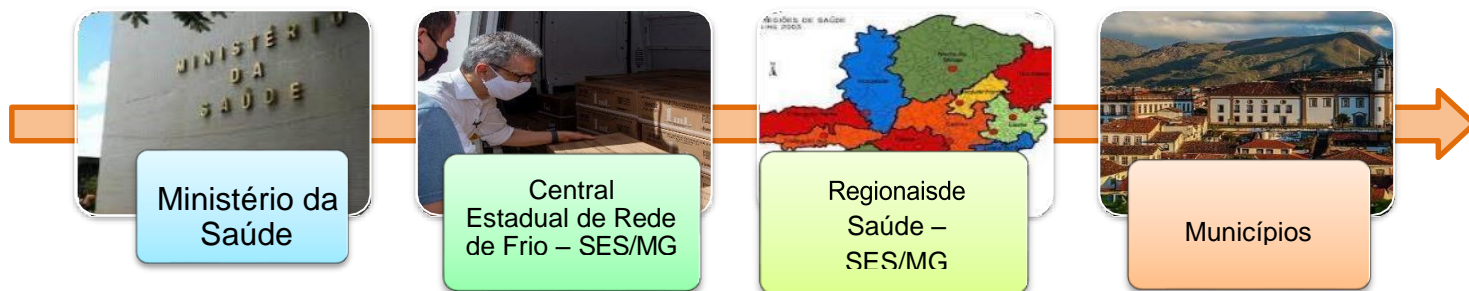 MINISTÉRIO
DA
SAÚDE
Ministério da
Saúde
Central
Estadual de Rede
de Frio – SES/MG
Regionaisde
Saúde –
SES/MG
Municípios